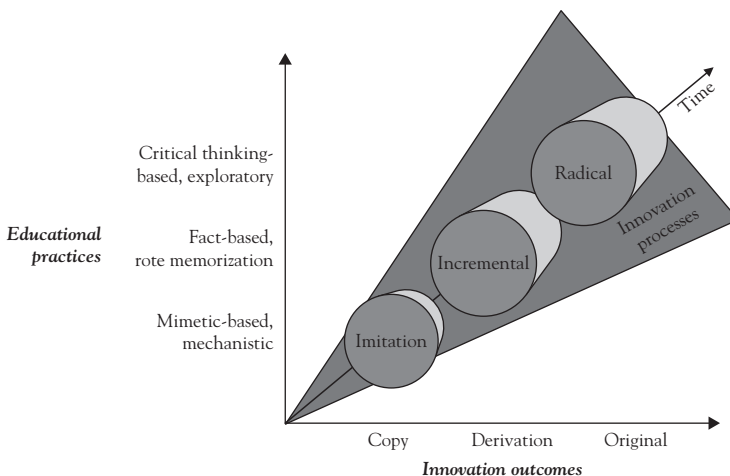 Time
Critical thinking-
based, exploratory
Radical
Innovation
processes
Educational
practices
Fact-based,
rote memorization
Incremental
Mimetic-based,
mechanistic
Imitation
Copy
Derivation
Original
Innovation outcomes